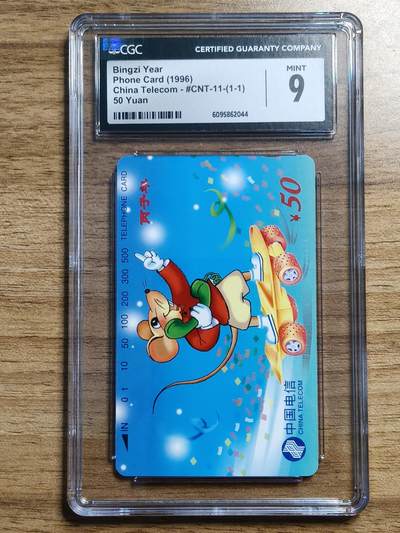 CGC
CERTIFIED GUARANTY COMPANY
Bingzi Year
Phone Card (1996)
China Telecom - #CNT-11-(1-1)
50 Yuan
MINT
9
6095862044
IN 0 1 10 50 100 200 300 500 TELEPHONE CARD
丙子年
¥50
中国电信
CHINA TELECOM